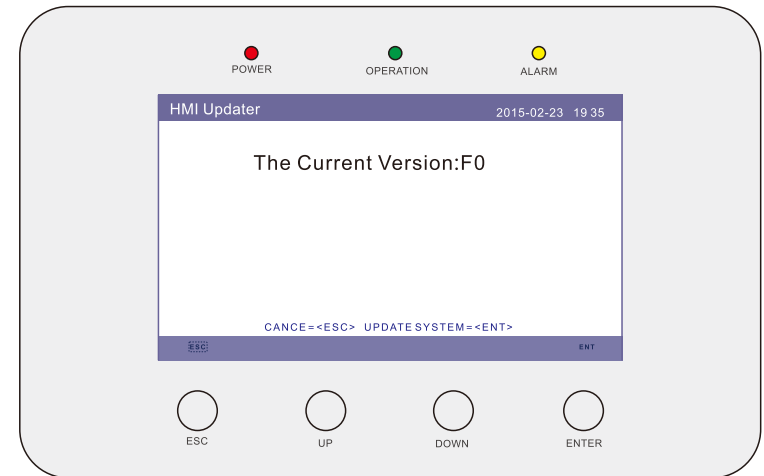 POWER OPERATION ALARM
HMI Updater 2015-02-23 19 35
The Current Version:F0
CANCE=<ESC> UPDATE SYSTEM=<ENT>
ESC ENT
ESC UP DOWN ENTER